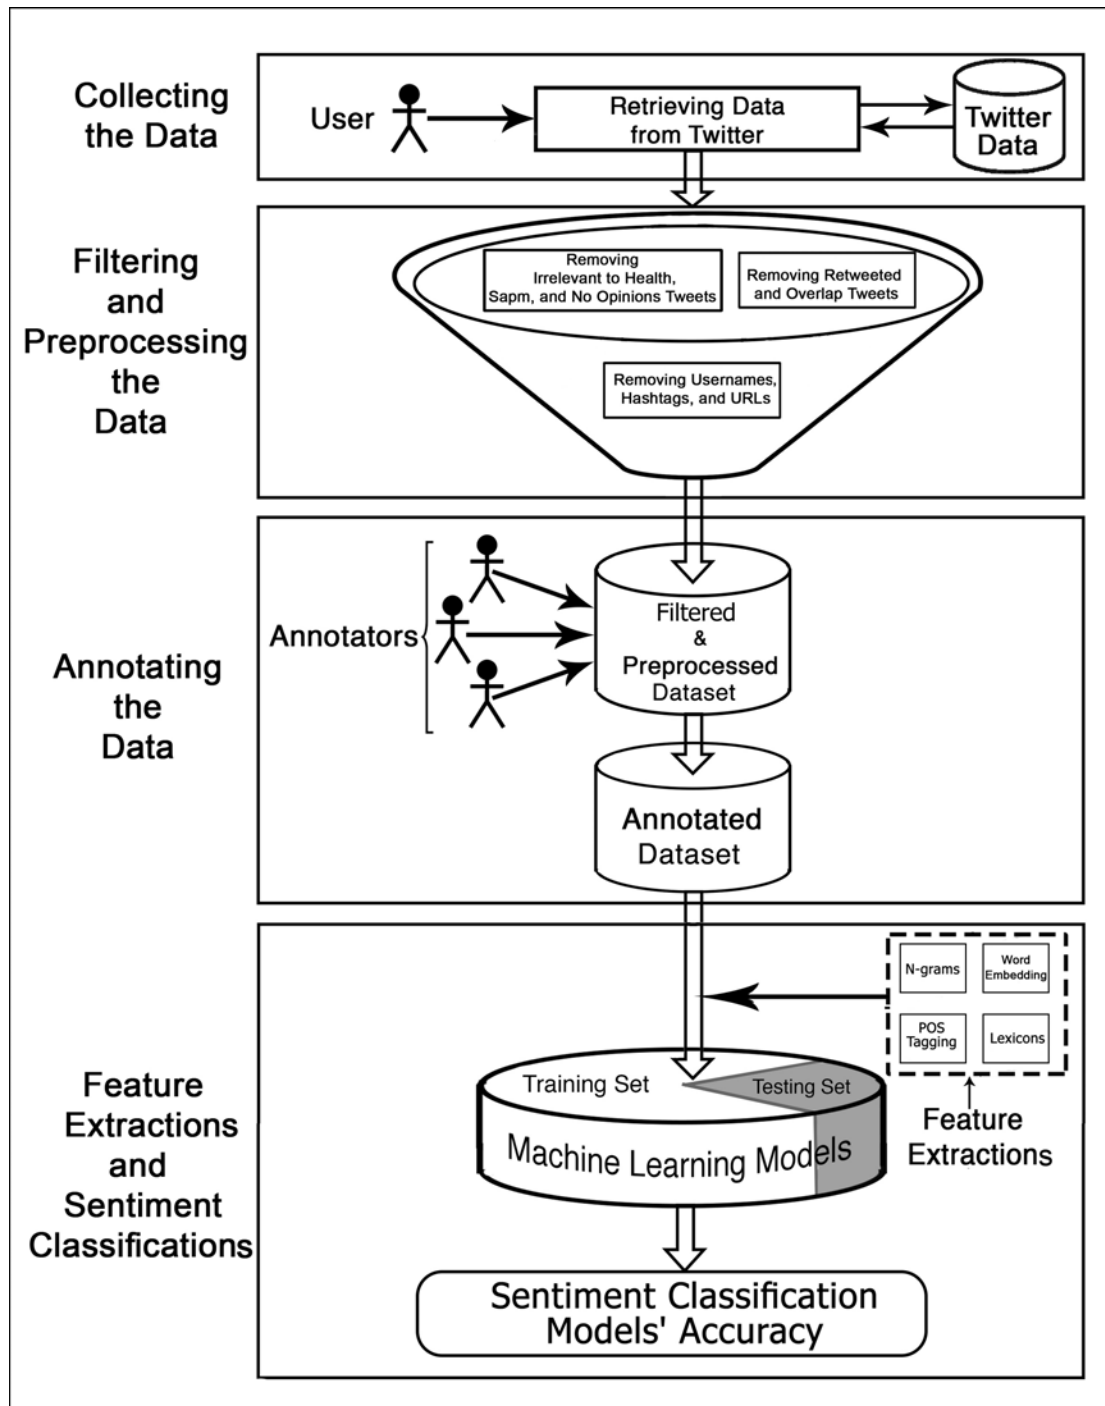 Collecting
the Data
User
Retrieving Data
from Twitter
Twitter
Data
Filtering
and
Preprocessing
the
Data
Removing
Irrelevant to Health,
Sapm, and No Opinions Tweets
Removing Retweeted
and Overlap Tweets
Removing Usernames,
Hashtags, and URLs
Annotating
the
Data
Annotators
Filtered
&
Preprocessed
Dataset
Annotated
Dataset
Feature
Extractions
and
Sentiment
Classifications
N-grams
Word
Embedding
POS
Tagging
Lexicons
Feature
Extractions
Training Set
Testing Set
Machine Learning Models
Sentiment Classification
Models' Accuracy